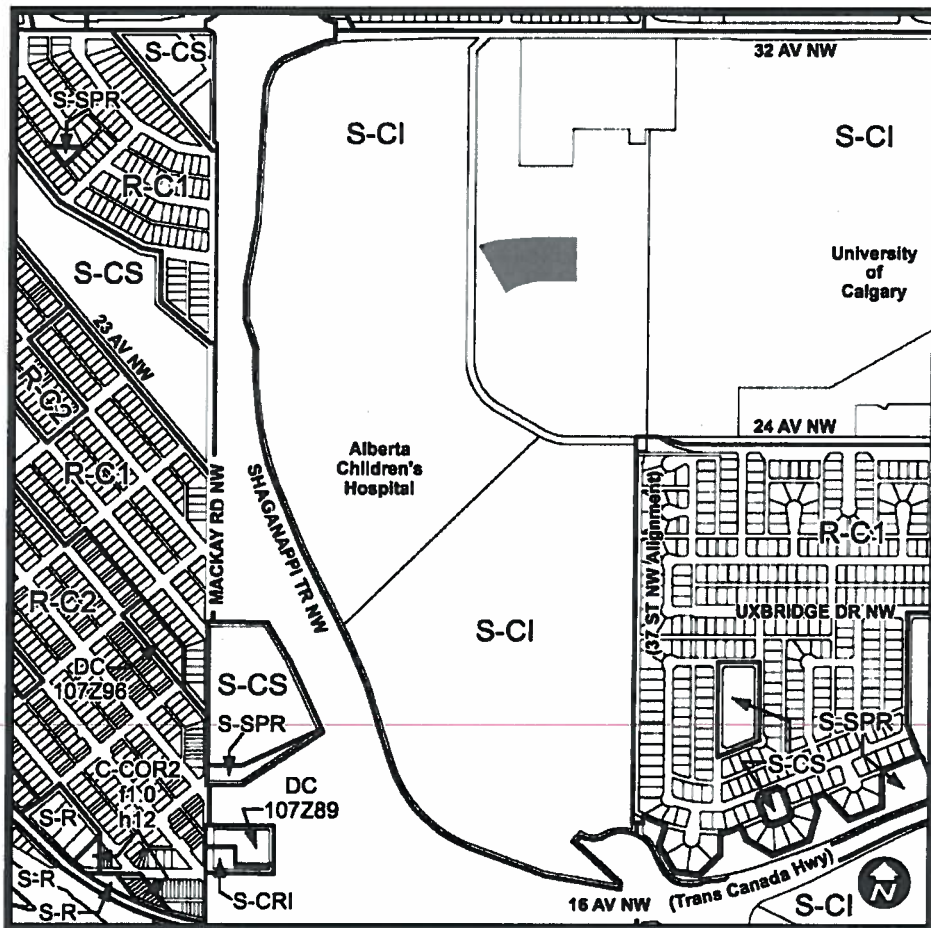 S-CS
32 AV NW
S-SPR
S-CI
S-CI
R-C1
University
of
Calgary
S-CS
23 AV NW
R-C2
24 AV NW
Alberta
Children's
Hospital
R-C1
MACKAY RD NW
SHAGANAPPI TR NW
(37 ST NW Alignment)
R-C1
R-C2
UXBRIDGE DR NW
S-CI
DC
107Z96
S-CS
S-SPR
S-SPR
S-CS
C-COR2
f1.0
h12
DC
107Z89
S-R
S-R
S-R
S-CRI
16 AV NW
(Trans Canada Hwy)
S-CI
N